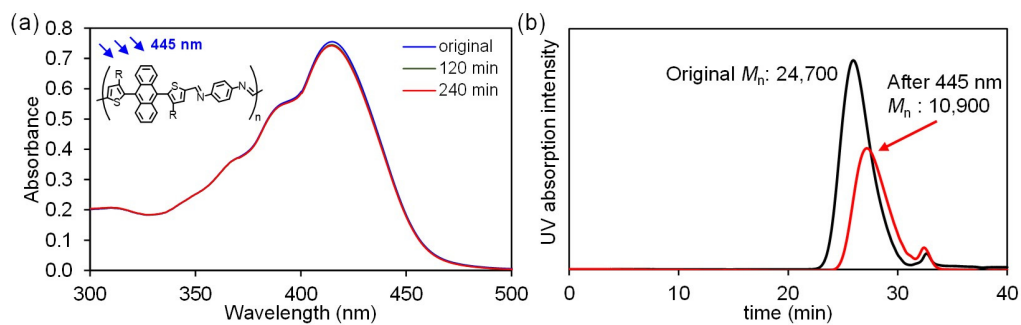 (a)
0.8
0.7
0.6
0.5
0.4
0.3
0.2
0.1
0.0
Absorbance
300
350
400
450
500
Wavelength (nm)
445 nm
R
S
S
R
N
N
n
original
120 min
240 min
(b)
UV absorption intensity
Original Mn: 24,700
After 445 nm
Mn : 10,900
0
10
20
30
40
time (min)